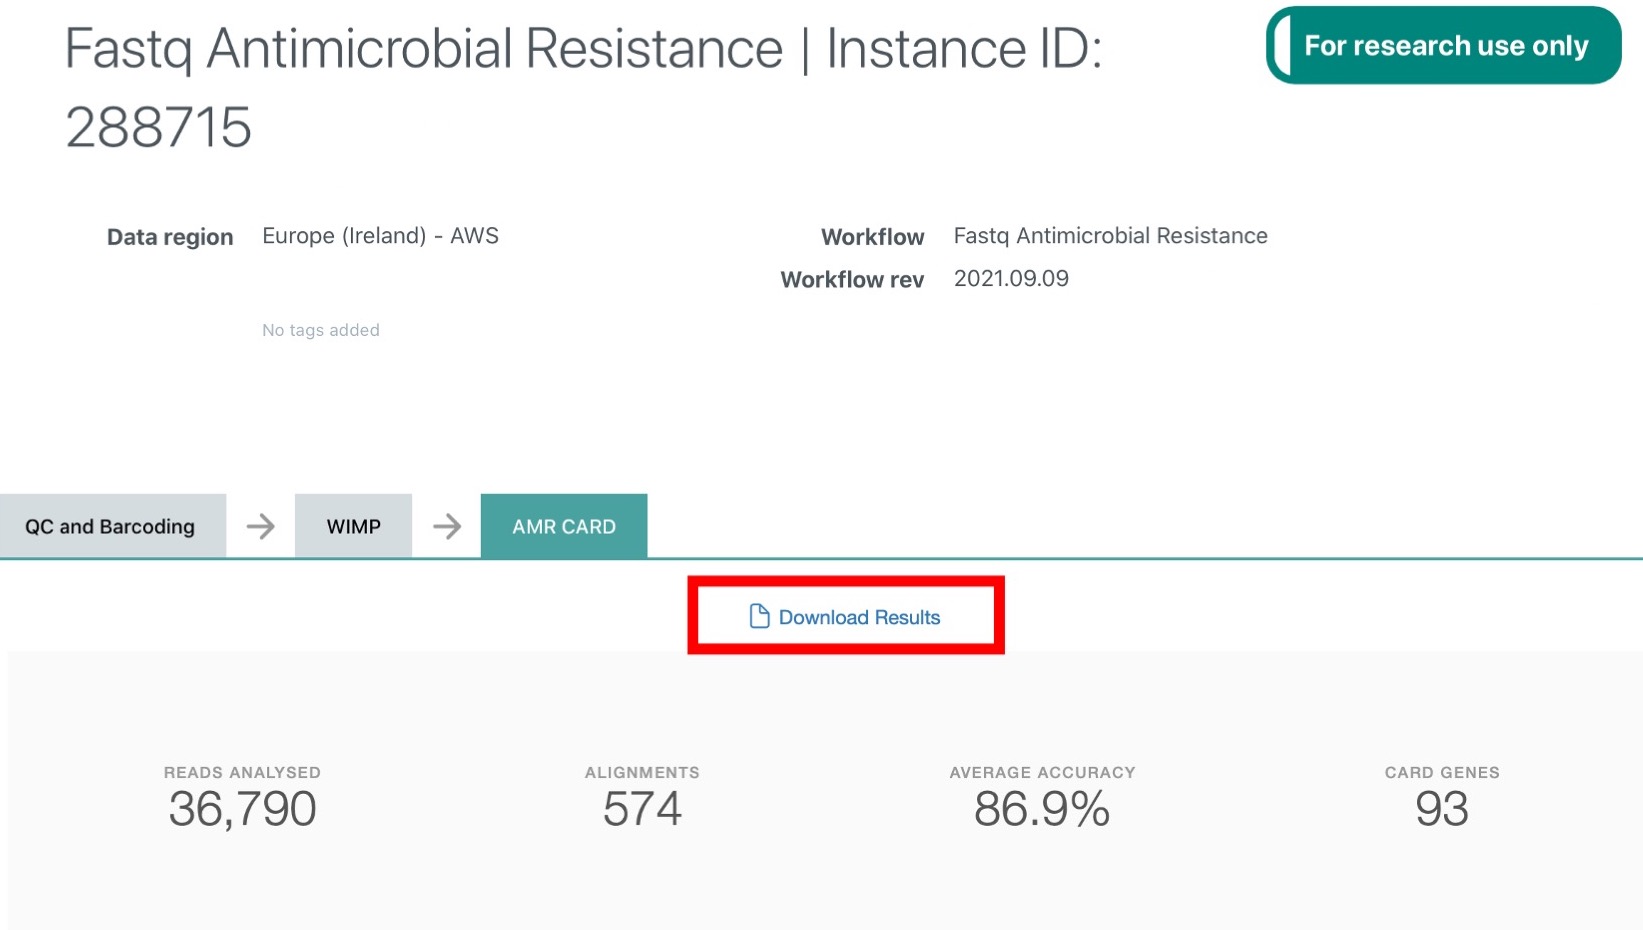 Fastq Antimicrobial Resistance | Instance ID:
288715
For research use only
Data region Europe (Ireland) - AWS
Workflow Fastq Antimicrobial Resistance
Workflow rev 2021.09.09
No tags added
QC and Barcoding → WIMP → AMR CARD
Download Results
READS ANALYSED ALIGNMENTS AVERAGE ACCURACY CARD GENES
36,790 574 86.9% 93